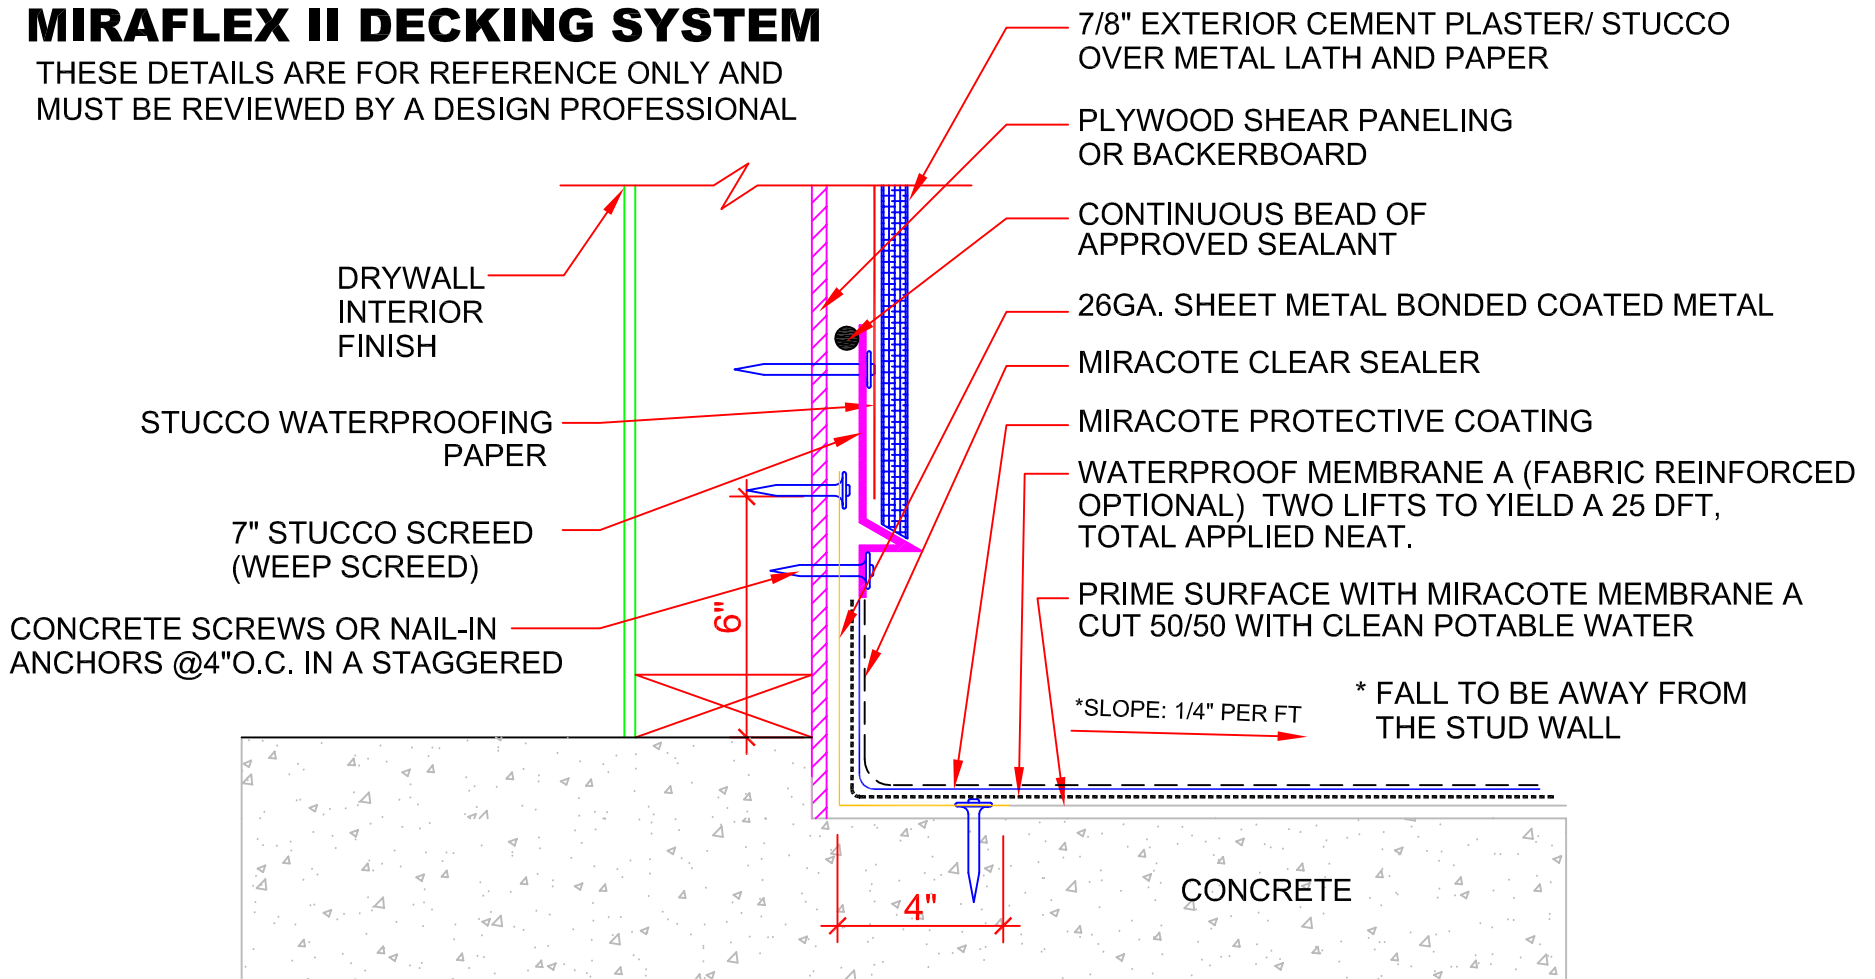 MIRAFLEX II DECKING SYSTEM
THESE DETAILS ARE FOR REFERENCE ONLY AND
MUST BE REVIEWED BY A DESIGN PROFESSIONAL
7/8" EXTERIOR CEMENT PLASTER/ STUCCO
OVER METAL LATH AND PAPER
PLYWOOD SHEAR PANELING
OR BACKERBOARD
CONTINUOUS BEAD OF
APPROVED SEALANT
26GA. SHEET METAL BONDED COATED METAL
MIRACOTE CLEAR SEALER
MIRACOTE PROTECTIVE COATING
WATERPROOF MEMBRANE A (FABRIC REINFORCED
OPTIONAL) TWO LIFTS TO YIELD A 25 DFT,
TOTAL APPLIED NEAT.
PRIME SURFACE WITH MIRACOTE MEMBRANE A
CUT 50/50 WITH CLEAN POTABLE WATER
DRYWALL
INTERIOR
FINISH
STUCCO WATERPROOFING
PAPER
7" STUCCO SCREED
(WEEP SCREED)
CONCRETE SCREWS OR NAIL-IN
ANCHORS @4"O.C. IN A STAGGERED
6"
*SLOPE: 1/4" PER FT
* FALL TO BE AWAY FROM
THE STUD WALL
4"
CONCRETE